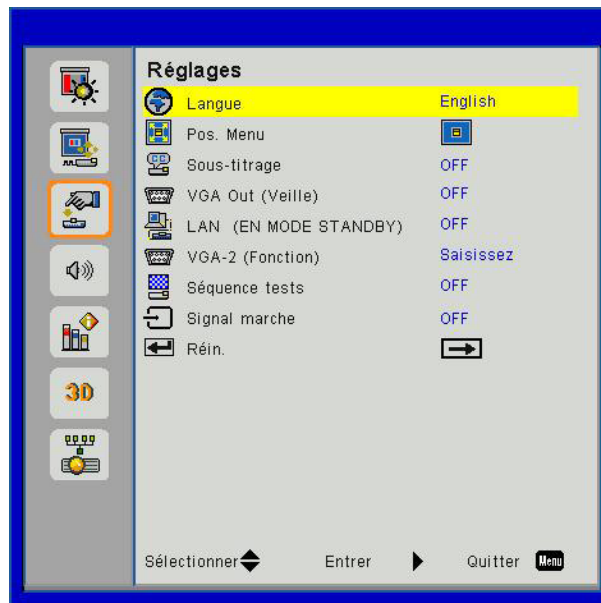 Réglages
Langue English
Pos. Menu
CC Sous-titrage OFF
VGA Out (Veille) OFF
LAN (EN MODE STANDBY) OFF
VGA-2 (Fonction) Saisissez
Séquence tests OFF
Signal marche OFF
Réin.
3D
Sélectionner Entrer Quitter Menu